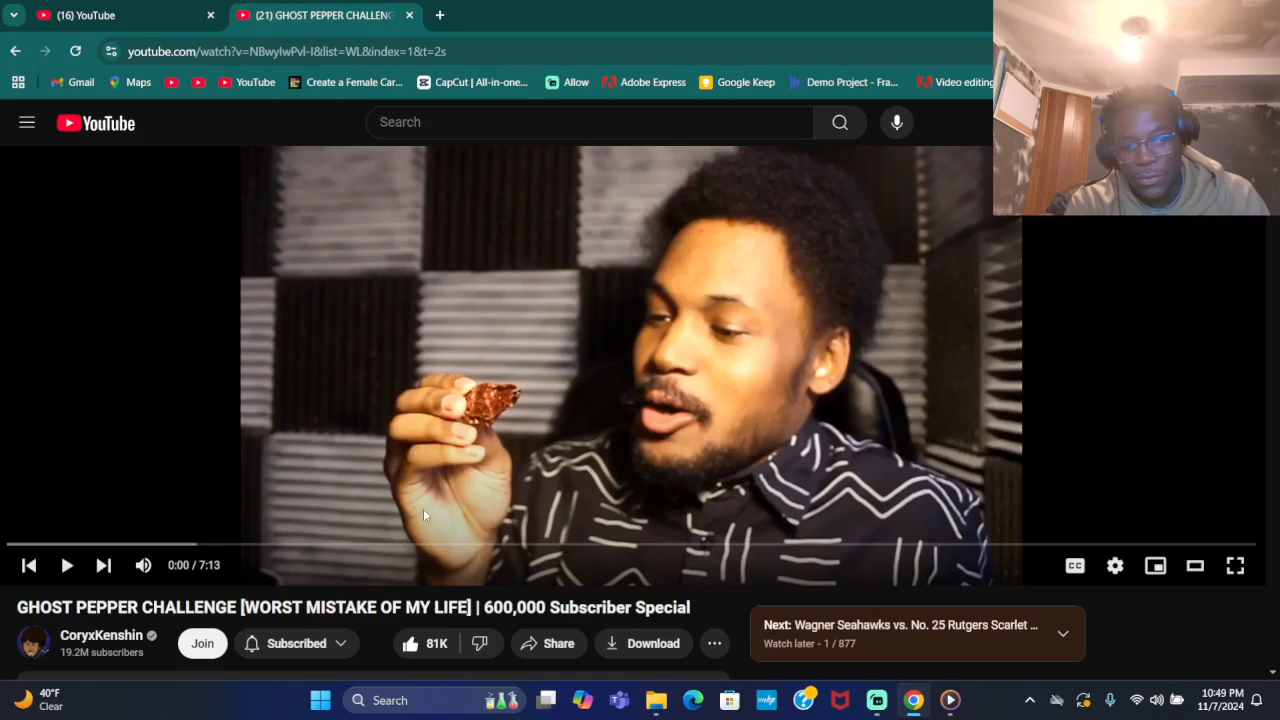 (16) YouTube
(21) GHOST PEPPER CHALLENG
youtube.com/watch?v=NBwylwPvl-I&list=WL&index=1&t=2s
Gmail
Maps
YouTube
Create a Female Car...
CapCut | All-in-one...
Allow
Adobe Express
Google Keep
Demo Project - Fra...
Video editing
YouTube
Search
0:00 / 7:13
CC
GHOST PEPPER CHALLENGE [WORST MISTAKE OF MY LIFE] | 600,000 Subscriber Special
CoryxKenshin
19.2M subscribers
Join
Subscribed
81K
Share
Download
Next: Wagner Seahawks vs. No. 25 Rutgers Scarlet ...
Watch later - 1 / 877
40°F
Clear
Search
10:49 PM
11/7/2024